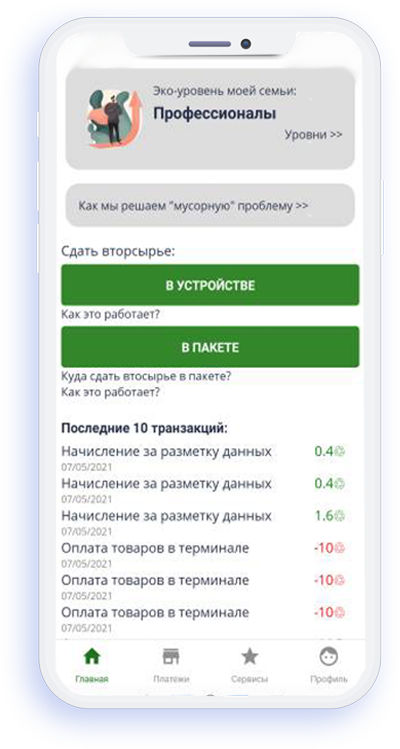 Эко-уровень моей семьи:
Профессионалы
Уровни >>
Как мы решаем "мусорную" проблему >>
Сдать вторсырье:
В УСТРОЙСТВЕ
Как это работает?
В ПАКЕТЕ
Куда сдать втосырье в пакете?
Как это работает?
Последние 10 транзакций:
Начисление за разметку данных 0.4
07/05/2021
Начисление за разметку данных 0.4
07/05/2021
Начисление за разметку данных 1.6
07/05/2021
Оплата товаров в терминале -10
07/05/2021
Оплата товаров в терминале -10
07/05/2021
Оплата товаров в терминале -10
07/05/2021
Главная Платежи Сервисы Профиль